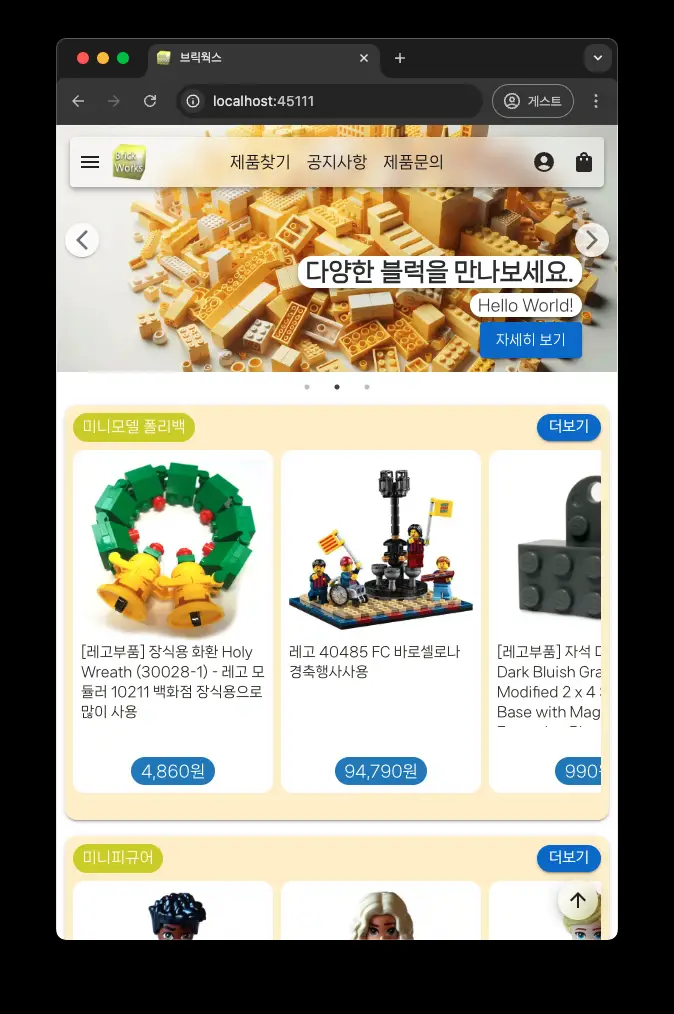 브릭웍스
localhost:45111
게스트
Brick
Works
제품찾기 공지사항 제품문의
다양한 블럭을 만나보세요.
Hello World!
자세히 보기
미니모델 폴리백
더보기
[레고부품] 장식용 화환 Holy
Wreath (30028-1) - 레고 모
듈러 10211 백화점 장식용으로
많이 사용
4,860원
레고 40485 FC 바로셀로나
경축행사사용
94,790원
[레고부품] 자석
Dark Bluish Gra
Modified 2 x 4
Base with Mag
990원
미니피규어
더보기